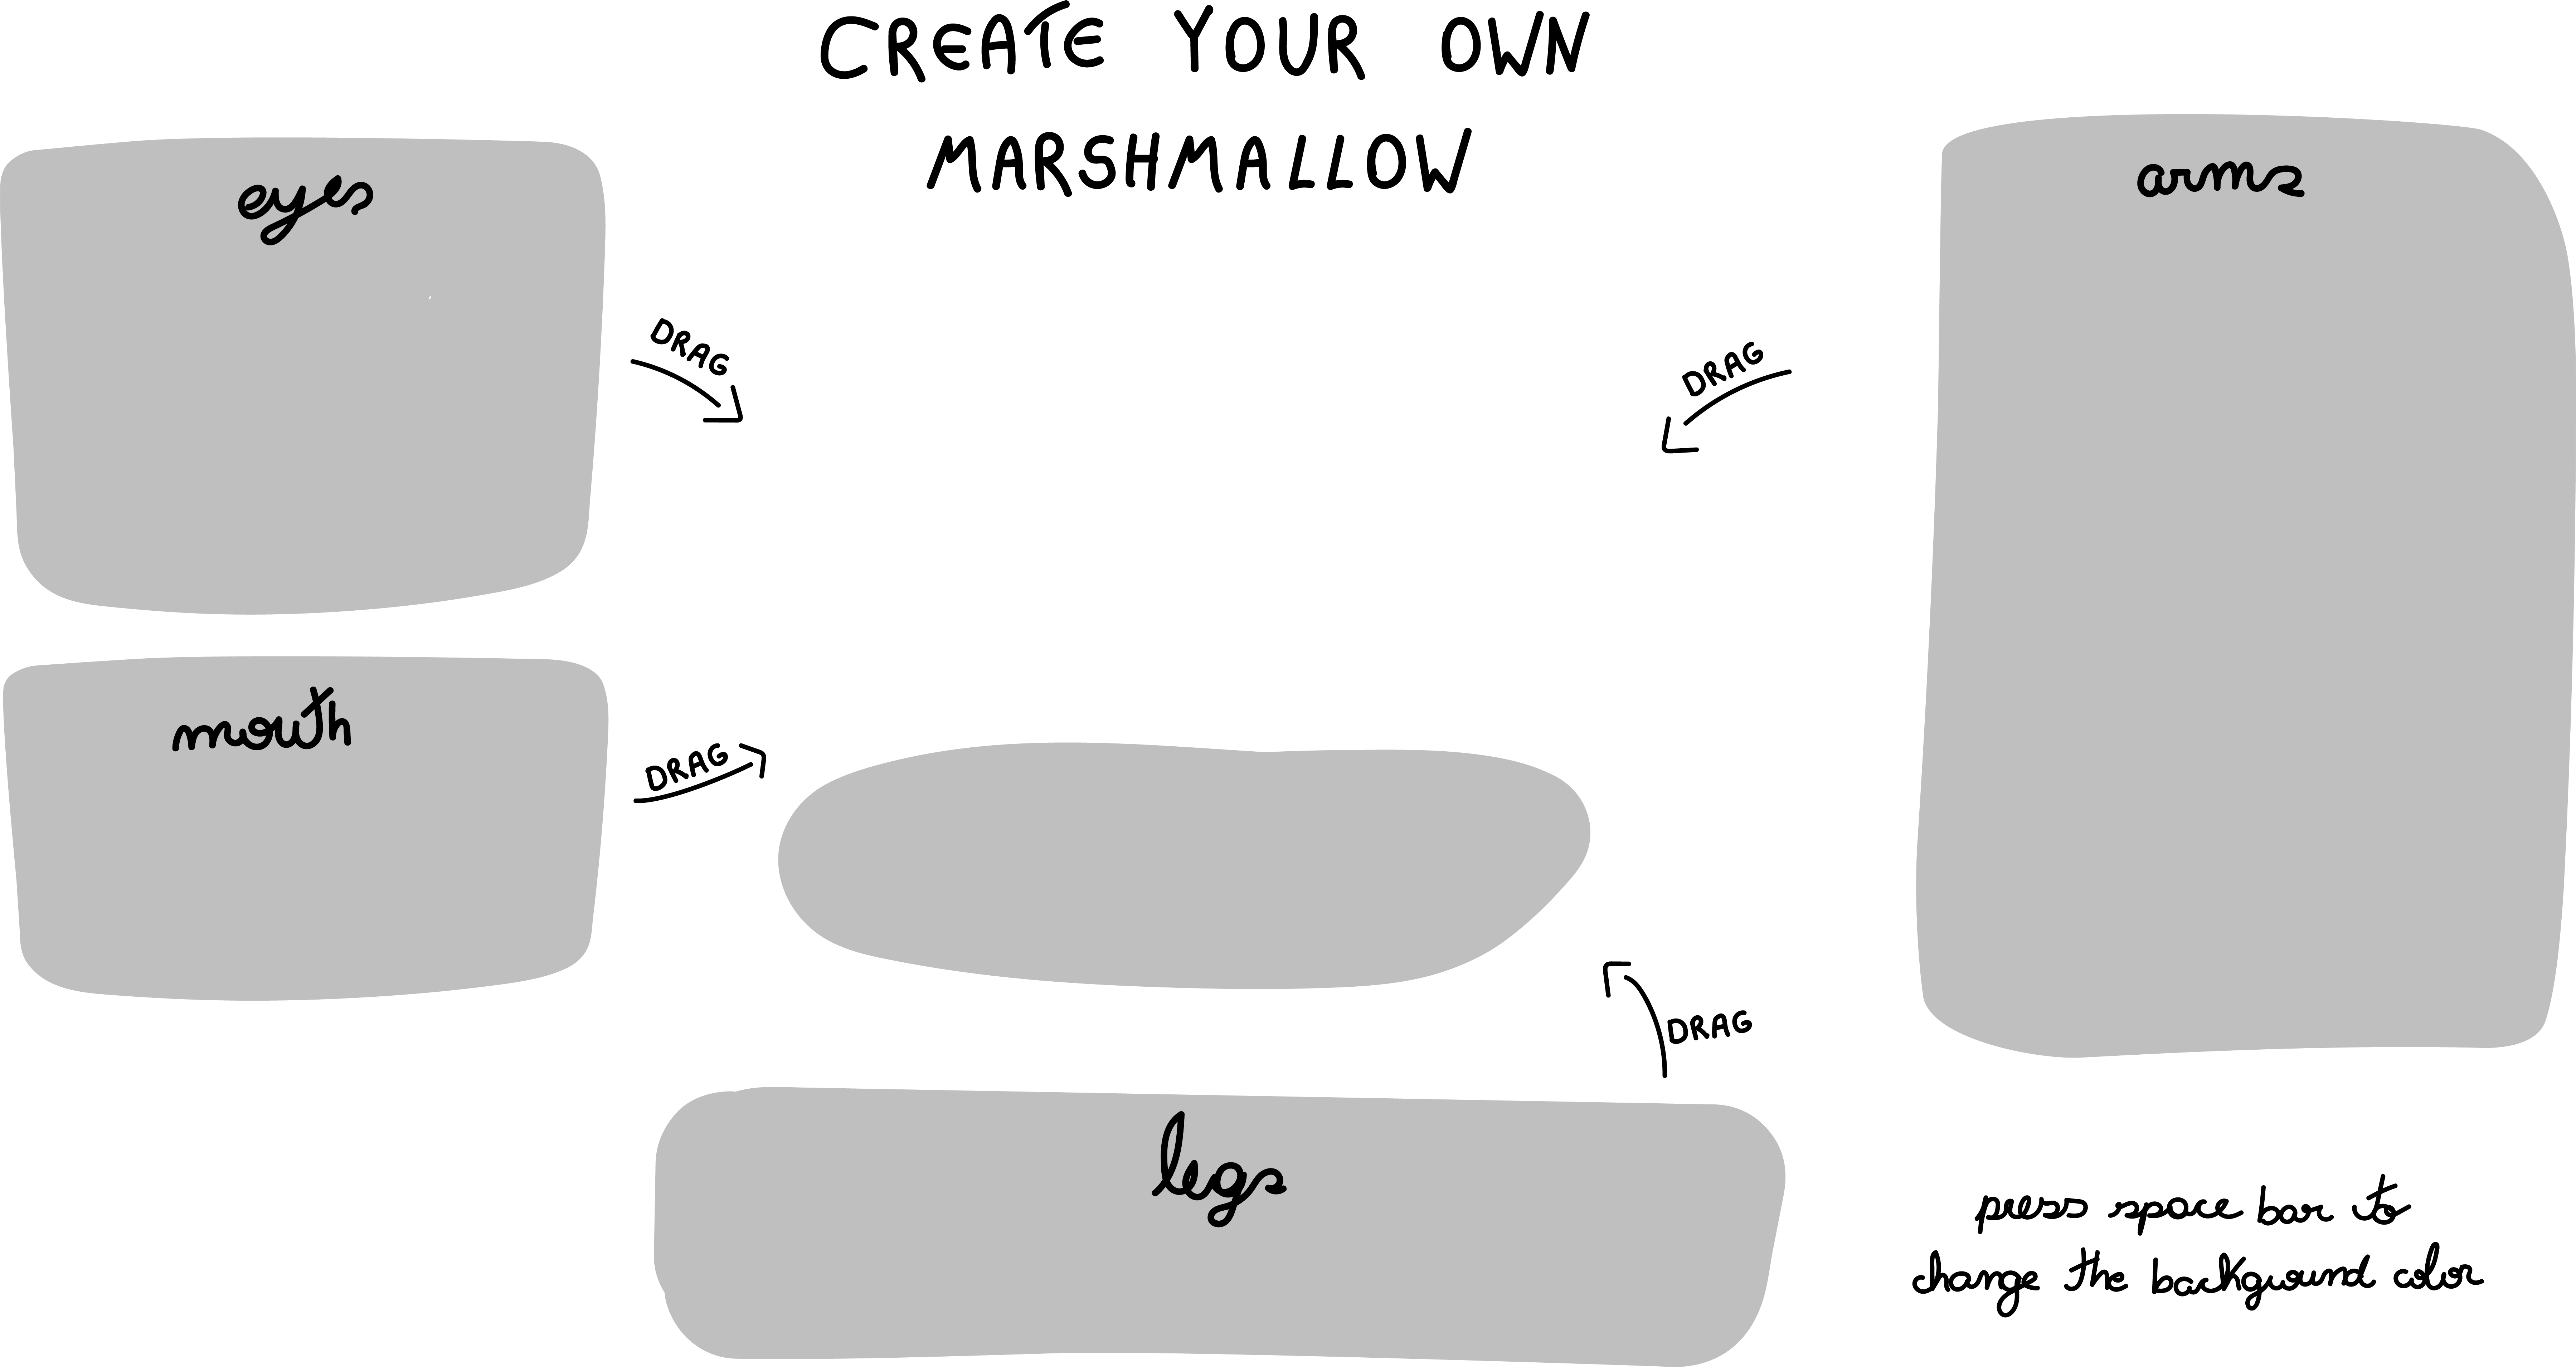 CREATE YOUR OWN
MARSHMALLOW
eyes
arms
DRAG
DRAG
mouth
DRAG
DRAG
legs
press space bar to
change the background color